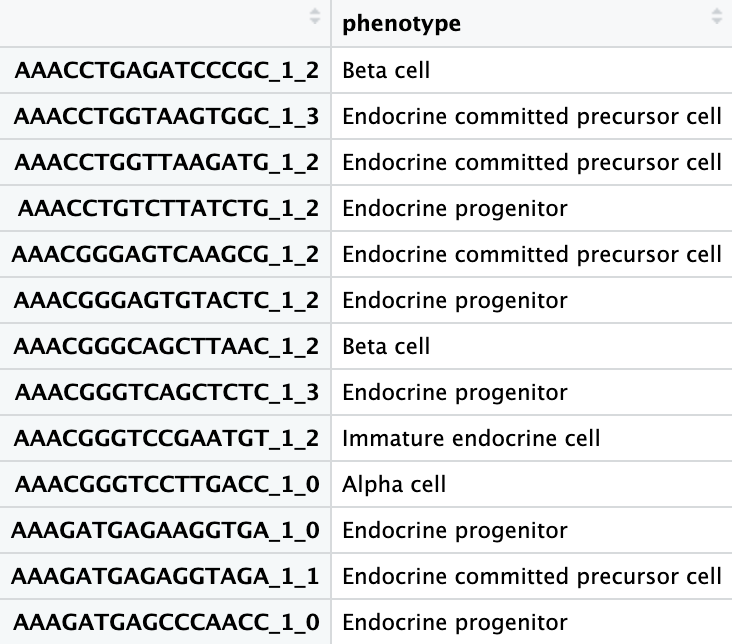 phenotype
AAACCTGAGATCCCGC_1_2 Beta cell
AAACCTGGTAAGTGGC_1_3 Endocrine committed precursor cell
AAACCTGGTTAAGATG_1_2 Endocrine committed precursor cell
AAACCTGTCTTATCTG_1_2 Endocrine progenitor
AAACGGGAGTCAAGCG_1_2 Endocrine committed precursor cell
AAACGGGAGTGTACTC_1_2 Endocrine progenitor
AAACGGGCAGCTTAAC_1_2 Beta cell
AAACGGGTCAGCTCTC_1_3 Endocrine progenitor
AAACGGGTCCGAATGT_1_2 Immature endocrine cell
AAACGGGTCCTTGACC_1_0 Alpha cell
AAAGATGAGAAGGTGA_1_0 Endocrine progenitor
AAAGATGAGAGGTAGA_1_1 Endocrine committed precursor cell
AAAGATGAGCCCAACC_1_0 Endocrine progenitor